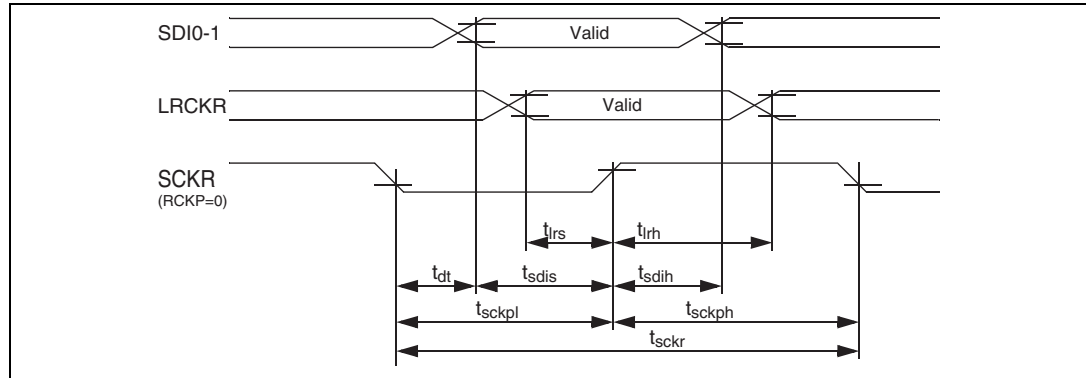 SDI0-1
Valid
LRCKR
Valid
SCKR
(RCKP=0)
tlrs
tlrh
tdt
tsdis
tsdih
tsckpl
tsckph
tsckr